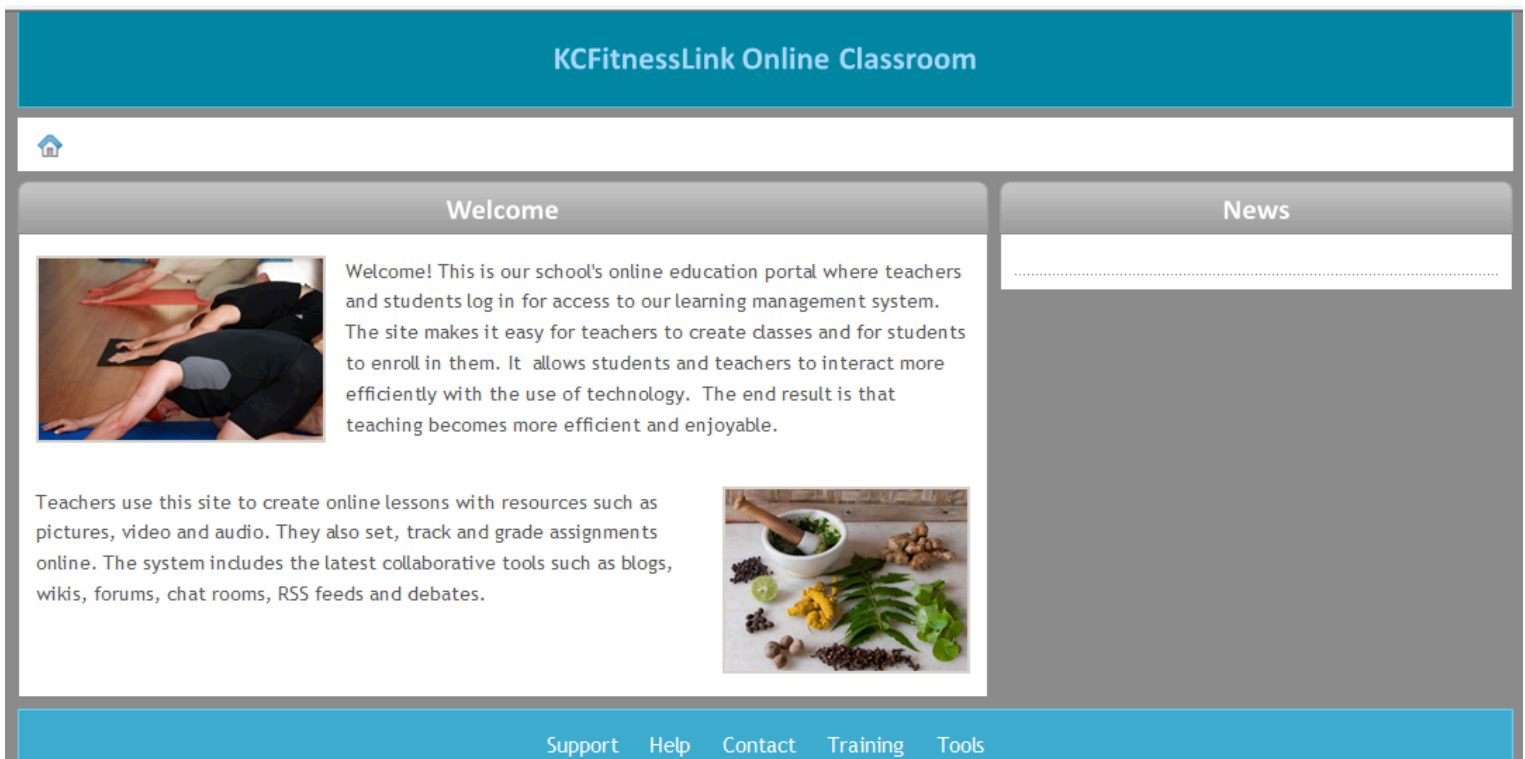 KCFitnessLink Online Classroom
Welcome
News
Welcome! This is our school's online education portal where teachers
and students log in for access to our learning management system.
The site makes it easy for teachers to create classes and for students
to enroll in them. It  allows students and teachers to interact more
efficiently with the use of technology.  The end result is that
teaching becomes more efficient and enjoyable.
Teachers use this site to create online lessons with resources such as
pictures, video and audio. They also set, track and grade assignments
online. The system includes the latest collaborative tools such as blogs,
wikis, forums, chat rooms, RSS feeds and debates.
Support Help Contact Training Tools